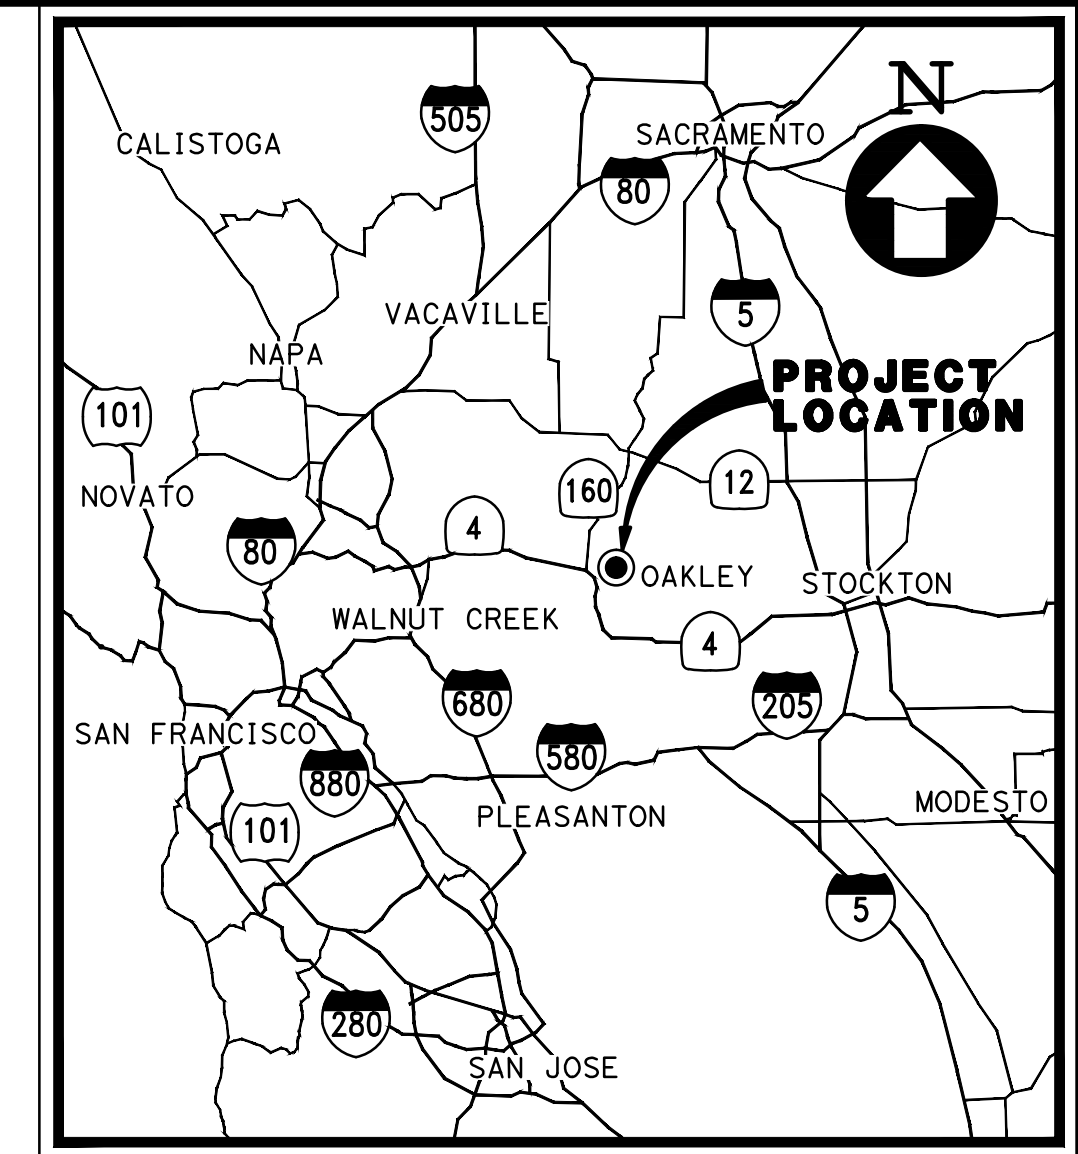 N
505
SACRAMENTO
CALISTOGA
80
5
VACAVILLE
NAPA
PROJECT
LOCATION
101
160
12
NOVATO
4
80
OAKLEY
STOCKTON
WALNUT CREEK
4
680
205
SAN FRANCISCO
580
880
MODESTO
PLEASANTON
101
5
280
SAN JOSE